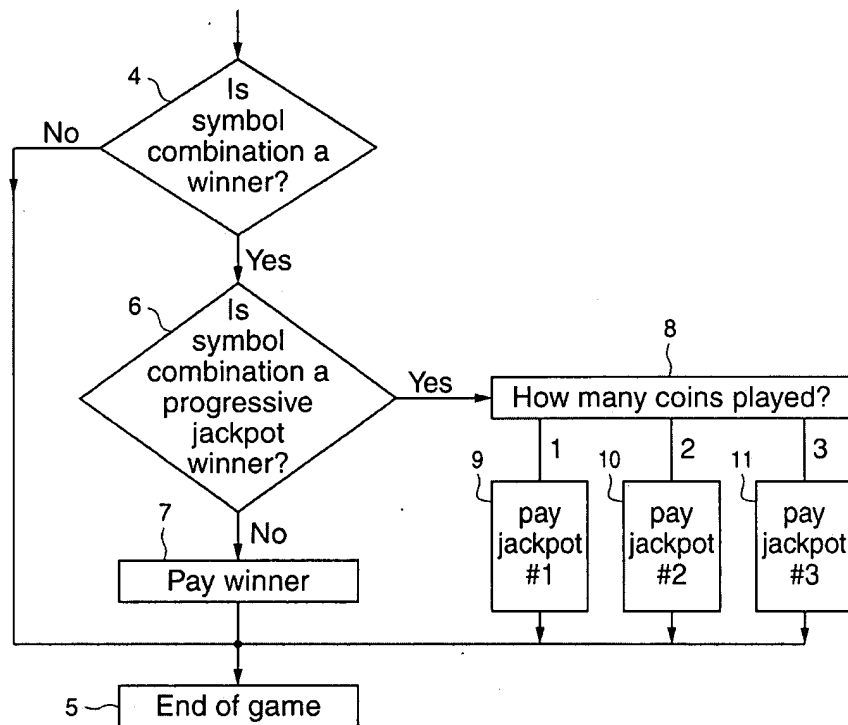 4
Is
symbol
combination a
winner?
No
Yes
6
Is
symbol
combination a
progressive
jackpot
winner?
Yes
8
How many coins played?
1
2
3
9
pay
jackpot
#1
10
pay
jackpot
#2
11
pay
jackpot
#3
No
7
Pay winner
5
End of game